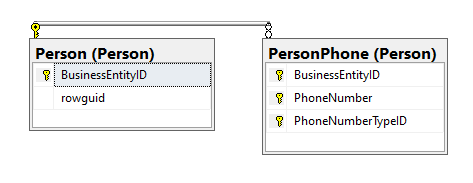 Person (Person)
BusinessEntityID
rowguid
PersonPhone (Person)
BusinessEntityID
PhoneNumber
PhoneNumberTypeID